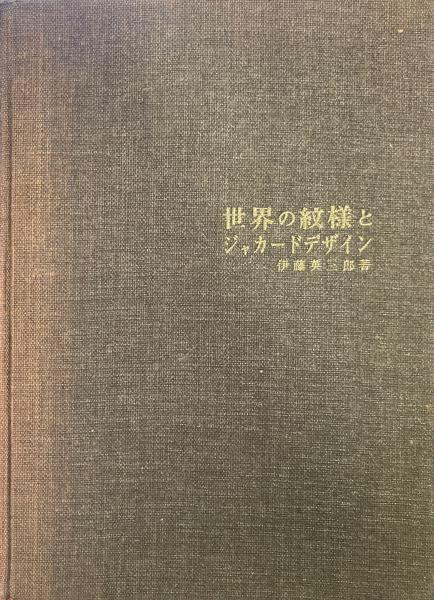 世界の紋様と
ジャカードデザイン
伊藤英三郎著